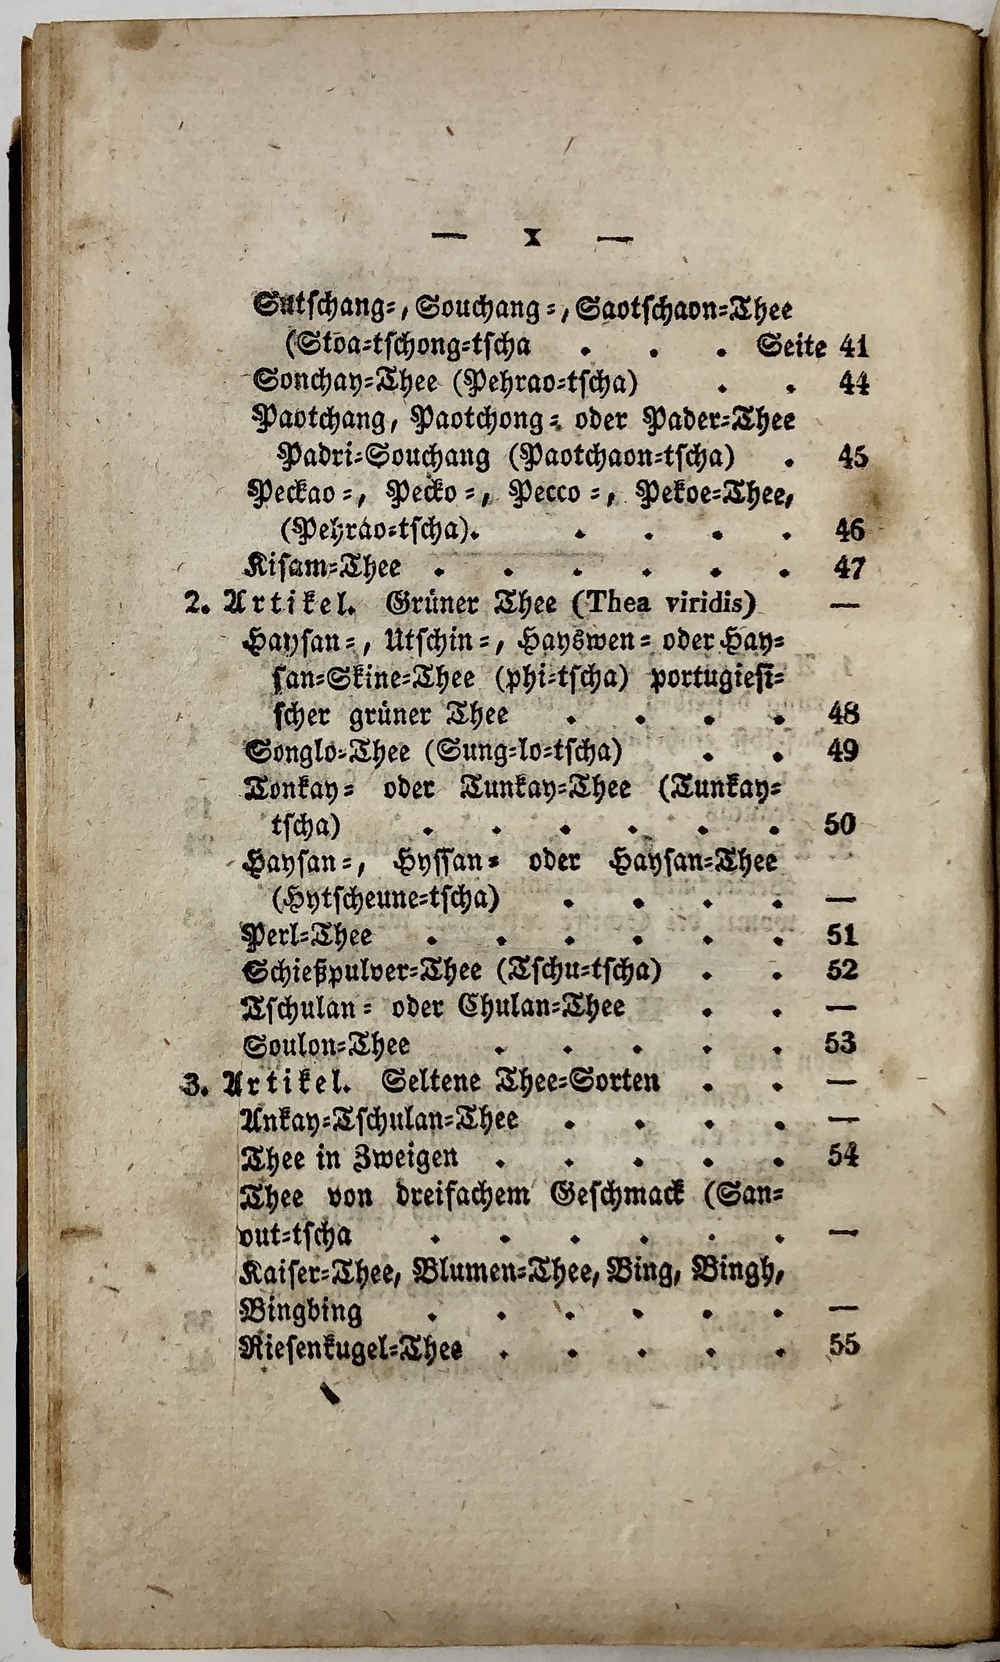 — X —
Sutschang-, Souchang-, Saotschaon-Thee
(Stoa-tschong-tscha . . . Seite 41
Sonchay-Thee (Pehrao-tscha) . . 44
Paotchang, Paotchong- oder Pader-Thee
Padri-Souchang (Paotchaon-tscha) . 45
Peckao-, Pecko-, Pecco-, Pekoe-Thee,
(Pehrao-tscha). . . . . 46
Kisam-Thee . . . . . . 47
2. Artikel. Grüner Thee (Thea viridis) —
Haysan-, Utschin-, Hayswen- oder Hay-
san-Skine-Thee (phi-tscha) portugiesi-
scher grüner Thee . . . . 48
Songlo-Thee (Sung-lo-tscha) . . 49
Tonkay- oder Tunkay-Thee (Tunkay-
tscha) . . . . . . 50
Haysan-, Hyssan- oder Haysan-Thee
(Hytscheune-tscha) . . . . —
Perl-Thee . . . . . . 51
Schießpulver-Thee (Tschu-tscha) . . 52
Tschulan- oder Chulan-Thee . . —
Soulon-Thee . . . . . 53
3. Artikel. Seltene Thee-Sorten . . —
Ankay-Tschulan-Thee . . . . —
Thee in Zweigen . . . . . 54
Thee von dreifachem Geschmack (San-
vut-tscha . . . . . . —
Kaiser-Thee, Blumen-Thee, Bing, Bingh,
Bingbing . . . . . . —
Riesenkugel-Thee . . . . . 55